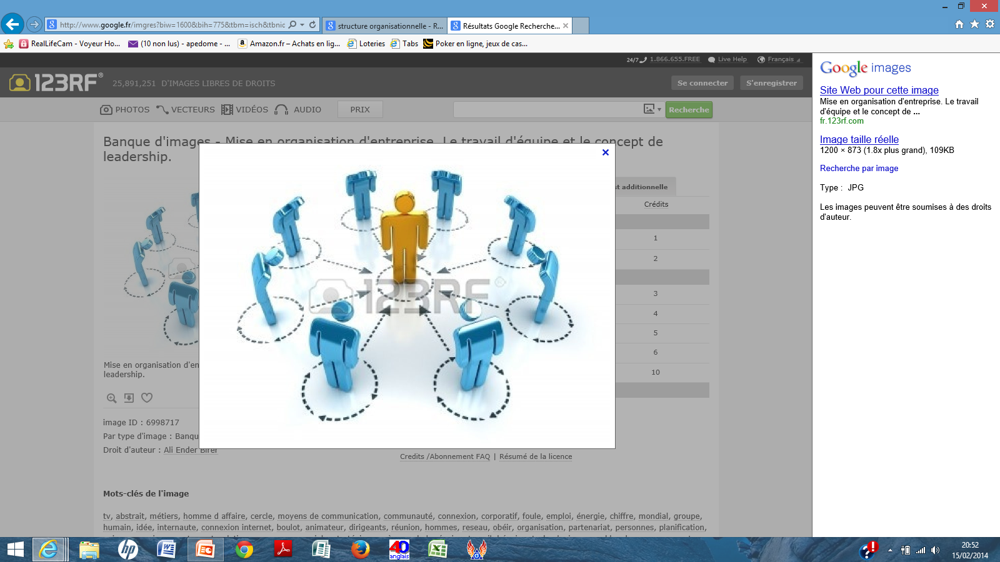 http://www.google.fr/imgres?biw=1600&bih=775&tbm=isch&tbnic
structure organisationnelle - R...
Résultats Google Recherche...
RealLifeCam - Voyeur Ho...
(10 non lus) - apedome - ...
Amazon.fr – Achats en lig...
Loteries
Tabs
Poker en ligne, jeux de cas...
24/7 1.866.655.FREE
Live Help
Français
123RF®
25,891,251 D'IMAGES LIBRES DE DROITS
Se connecter
S'enregistrer
PHOTOS
VECTEURS
VIDÉOS
AUDIO
PRIX
Recherche
Banque d'images - Mise en organisation d'entreprise. Le travail d'équipe et le concept de
leadership.
st additionnelle
Crédits
1
2
3
4
5
6
10
123RF®
Mise en organisation d'en
leadership.
image ID : 6998717
Par type d'image : Banqu
Droit d'auteur : Ali Ender Birer
Credits /Abonnement FAQ | Résumé de la licence
Mots-clés de l'image
tv, abstrait, métiers, homme d affaire, cercle, moyens de communication, communauté, connexion, corporatif, foule, emploi, énergie, chiffre, mondial, groupe,
humain, idée, internaute, connexion internet, boulot, animateur, dirigeants, réunion, hommes, reseau, obéir, organisation, partenariat, personnes, planification,
Google images
Site Web pour cette image
Mise en organisation d'entreprise. Le travail
d'équipe et le concept de ...
fr.123rf.com
Image taille réelle
1200 × 873 (1.8x plus grand), 109KB
Recherche par image
Type : JPG
Les images peuvent être soumises à des droits
d'auteur.
hp
40
anglais
20:52
15/02/2014